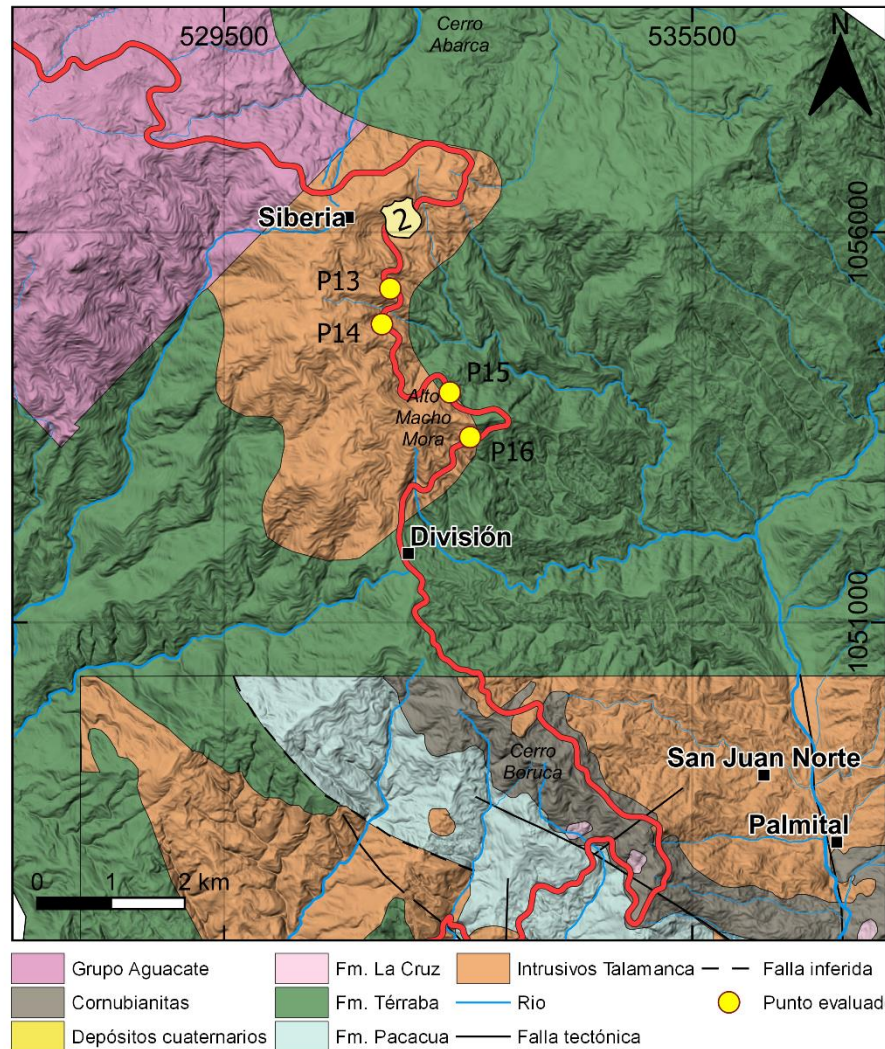 529500
Cerro
Abarca
535500
N
Siberia
2
1056000
P13
P14
P15
Alto
Macho
Mora
P16
División
1051000
Cerro
Boruca
San Juan Norte
Palmital
0 1 2 km
Grupo Aguacate
Fm. La Cruz
Intrusivos Talamanca
Falla inferida
Cornubianitas
Fm. Térraba
Rio
Punto evaluad
Depósitos cuaternarios
Fm. Pacacua
Falla tectónica